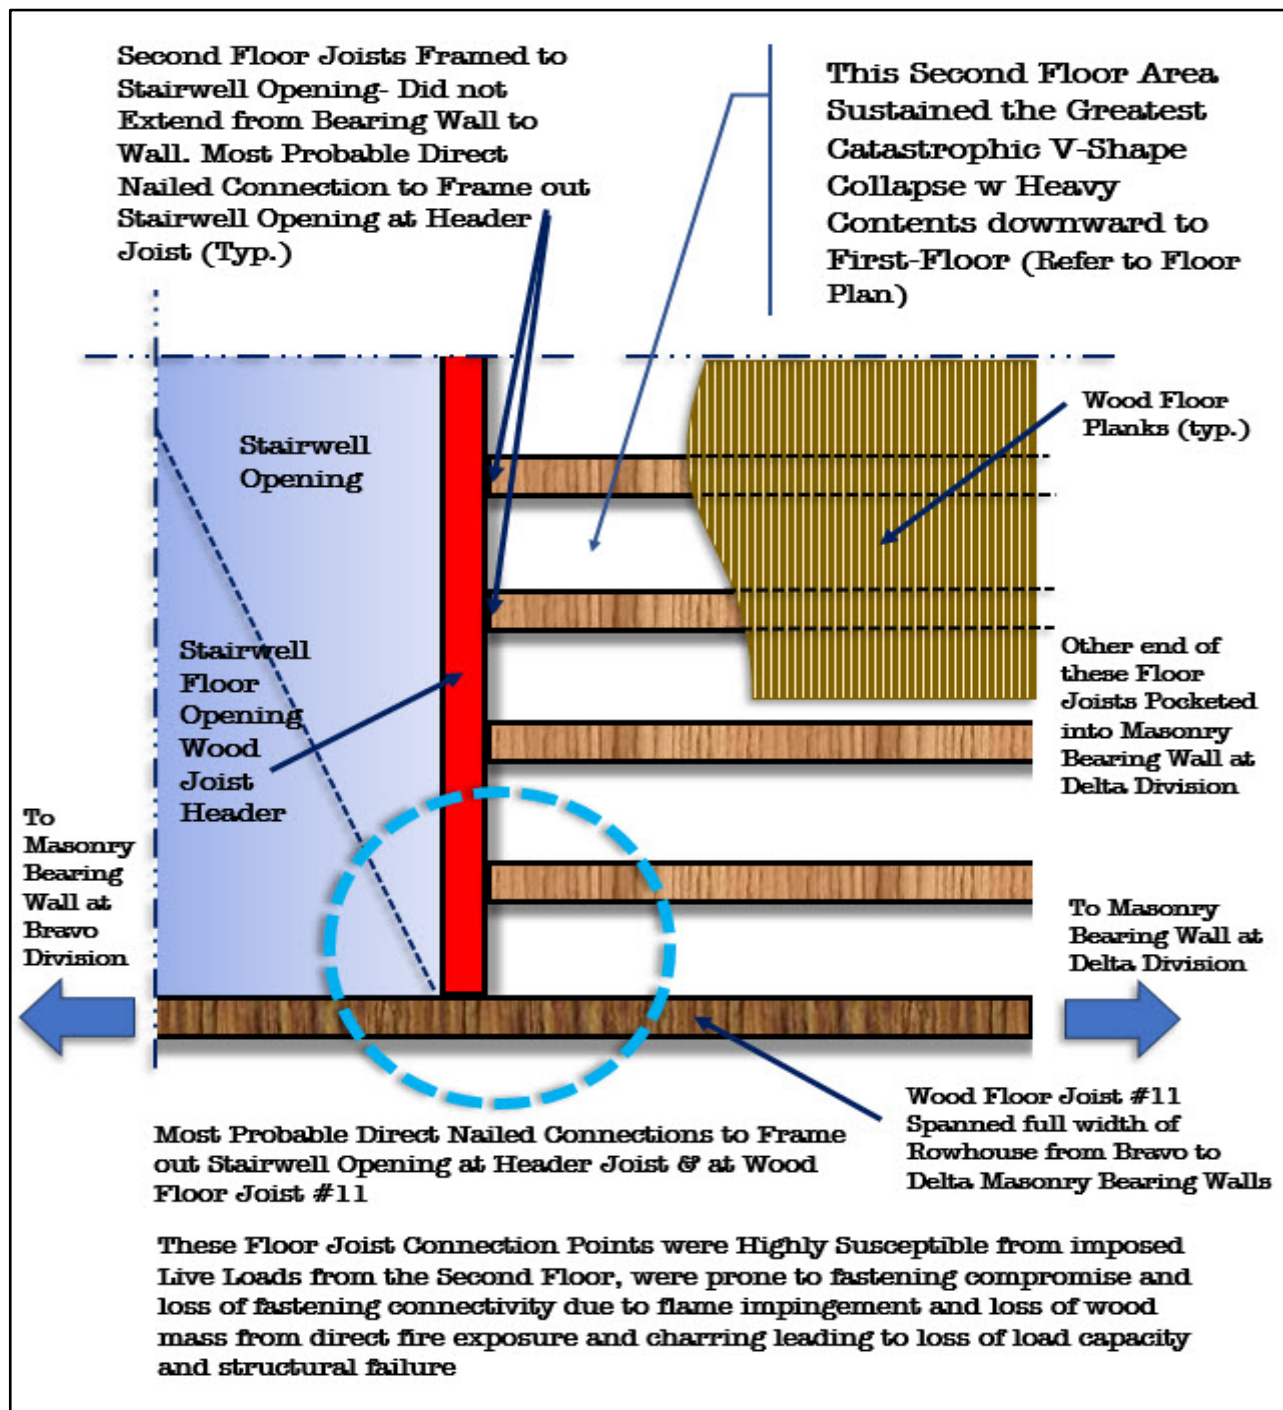 Second Floor Joists Framed to
Stairwell Opening- Did not
Extend from Bearing Wall to
Wall. Most Probable Direct
Nailed Connection to Frame out
Stairwell Opening at Header
Joist (Typ.)
This Second Floor Area
Sustained the Greatest
Catastrophic V-Shape
Collapse w Heavy
Contents downward to
First-Floor (Refer to Floor
Plan)
Stairwell
Opening
Wood Floor
Planks (typ.)
Stairwell
Floor
Opening
Wood
Joist
Header
Other end of
these Floor
Joists Pocketed
into Masonry
Bearing Wall at
Delta Division
To
Masonry
Bearing
Wall at
Bravo
Division
To Masonry
Bearing Wall at
Delta Division
Wood Floor Joist #11
Spanned full width of
Rowhouse from Bravo to
Delta Masonry Bearing Walls
Most Probable Direct Nailed Connections to Frame
out Stairwell Opening at Header Joist & at Wood
Floor Joist #11
These Floor Joist Connection Points were Highly Susceptible from imposed
Live Loads from the Second Floor, were prone to fastening compromise and
loss of fastening connectivity due to flame impingement and loss of wood
mass from direct fire exposure and charring leading to loss of load capacity
and structural failure